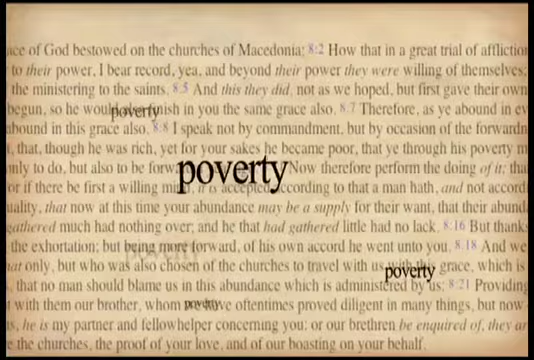 ace of God bestowed on the churches of Macedonia; 8:2 How that in a great trial of affliction
to their power, I bear record, yea, and beyond their power they were willing of themselves;
the ministering to the saints. 8:5 And this they did, not as we hoped, but first gave their own
begun, so he would also finish in you the same grace also. 8:7 Therefore, as ye abound in ev
poverty
abound in this grace also. 8:8 I speak not by commandment, but by occasion of the forwardn
t, that, though he was rich, yet for your sakes he became poor, that ye through his poverty m
only to do, but also to be forw Now therefore perform the doing of it: tha
poverty
or if there be first a willing mi it is accepted according to that a man hath, and not accordi
uality, that now at this time your abundance may be a supply for their want, that their abund
gathered much had nothing over; and he that had gathered little had no lack. 8:16 But thanks
the exhortation; but being more forward, of his own accord he went unto you. 8:18 And we
poverty
hat only, but who was also chosen of the churches to travel with us with this grace, which is
poverty
that no man should blame us in this abundance which is administered by us: 8:21 Providing
t with them our brother, whom we have oftentimes proved diligent in many things, but now
poverty
s, he is my partner and fellowhelper concerning you: or our brethren be enquired of, they ar
e the churches, the proof of your love, and of our boasting on your behalf.